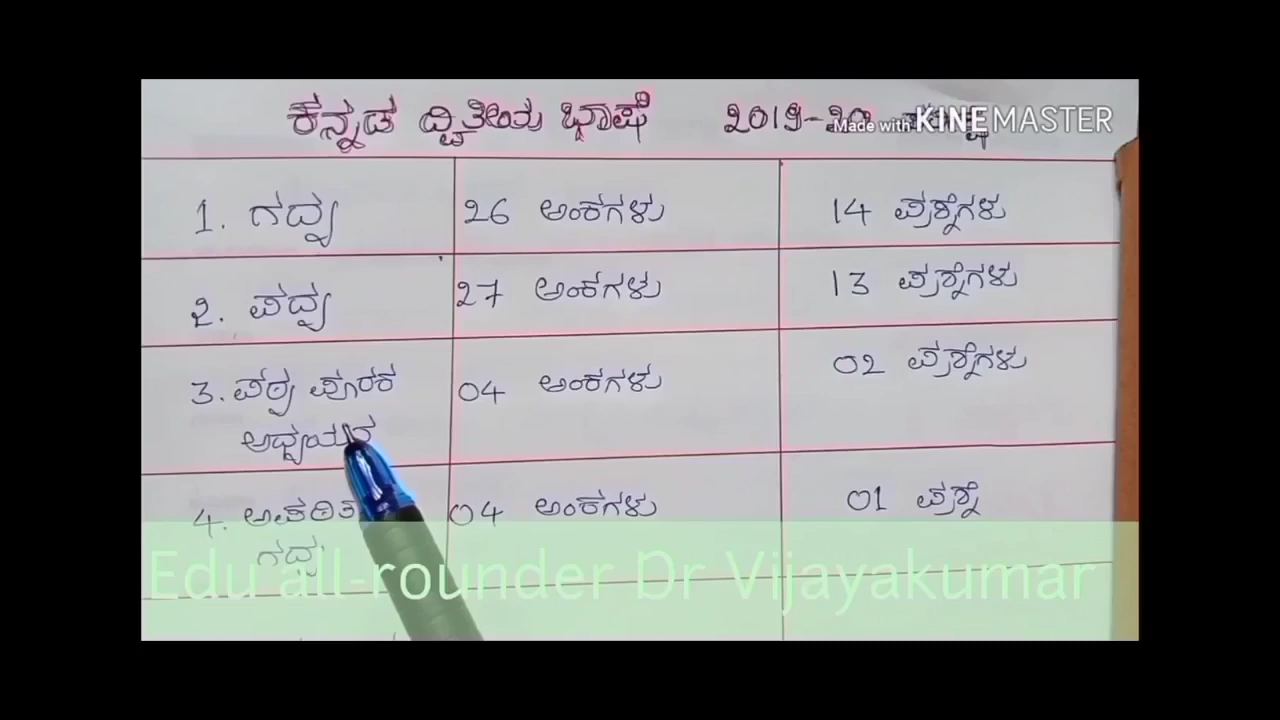 ಕನ್ನಡ ದ್ವಿತೀಯ ಭಾಷೆ 2019-20
Made with KINEMASTER
1. ಗದ್ಯ 26 ಅಂಕಗಳು 14 ಪ್ರಶ್ನೆಗಳು
2. ಪದ್ಯ 27 ಅಂಕಗಳು 13 ಪ್ರಶ್ನೆಗಳು
3. ಪಠ್ಯ ಪೂರಕ 04 ಅಂಕಗಳು 02 ಪ್ರಶ್ನೆಗಳು
ಅಧ್ಯಯನ
4. ಅಪಠಿತ 04 ಅಂಕಗಳು 01 ಪ್ರಶ್ನೆ
ಗದ್ಯ
Edu all-rounder Dr Vijayakumar